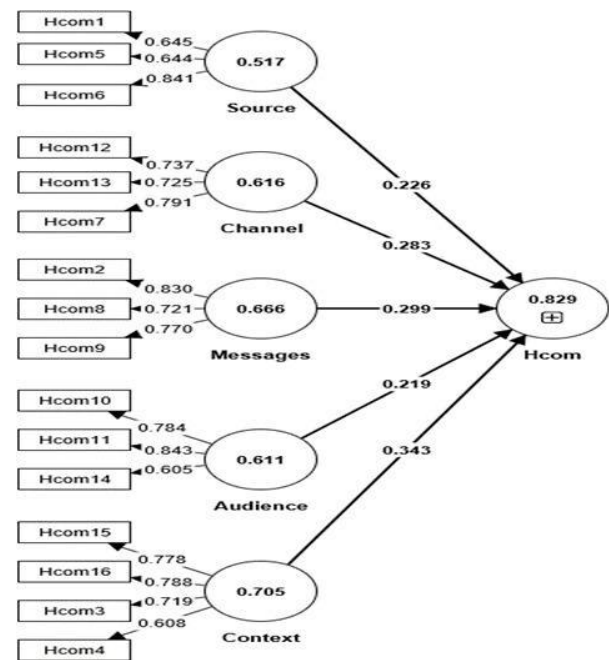 Hcom1
0.645
Hcom5
0.644
0.517
Hcom6
0.841
Source
Hcom12
0.737
Hcom13
0.725
0.616
Hcom7
0.791
Channel
Hcom2
0.830
Hcom8
0.721
0.666
Hcom9
0.770
Messages
Hcom10
0.784
Hcom11
0.843
0.611
Hcom14
0.605
Audience
Hcom15
0.778
Hcom16
0.788
0.705
Hcom3
0.719
Hcom4
0.608
Context
0.226
0.283
0.299
0.219
0.343
0.829
Hcom